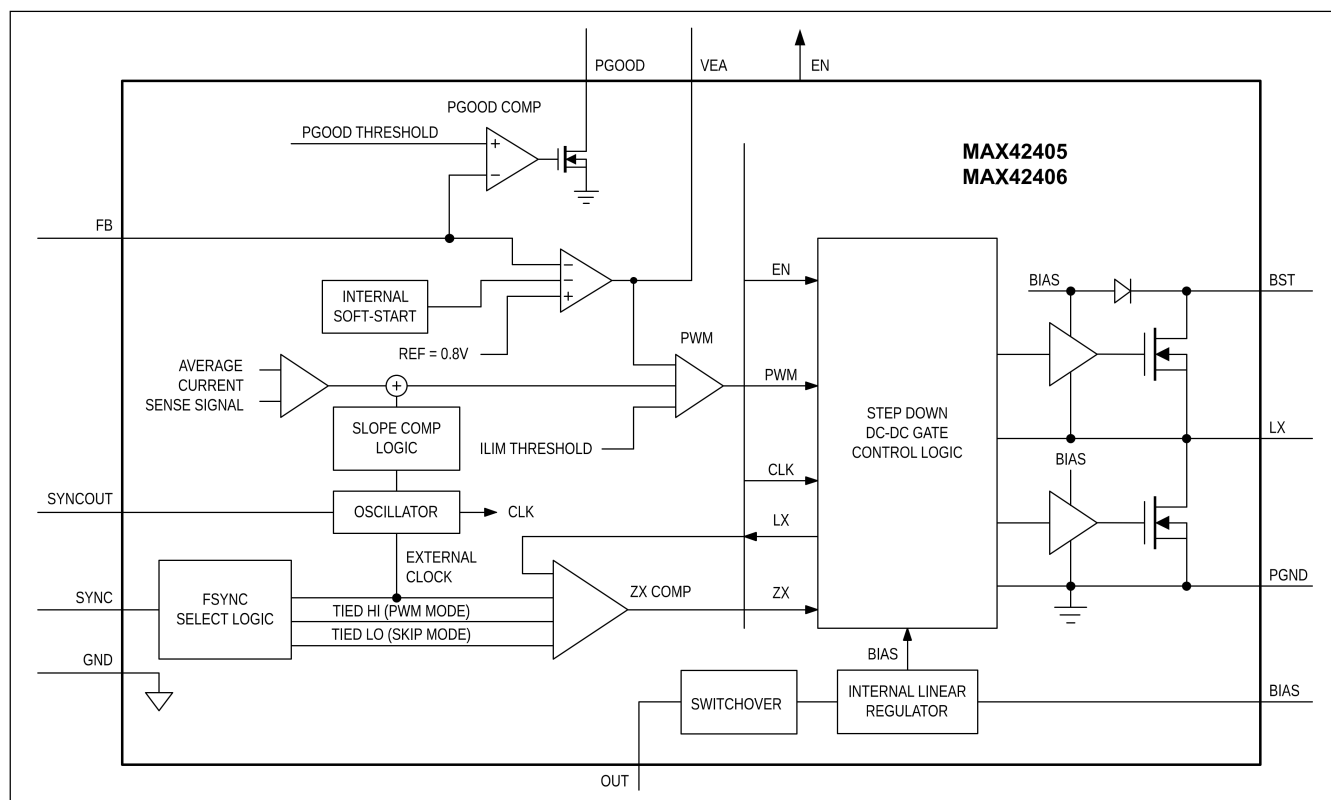 PGOOD
VEA
EN
PGOOD COMP
PGOOD THRESHOLD
+
−
MAX42405
MAX42406
FB
INTERNAL
SOFT-START
−
−
+
REF = 0.8V
EN
BIAS
BST
PWM
AVERAGE
CURRENT
SENSE SIGNAL
+
PWM
SLOPE COMP
LOGIC
ILIM THRESHOLD
STEP DOWN
DC-DC GATE
CONTROL LOGIC
LX
BIAS
CLK
SYNCOUT
OSCILLATOR
CLK
LX
EXTERNAL
CLOCK
SYNC
FSYNC
SELECT LOGIC
TIED HI (PWM MODE)
TIED LO (SKIP MODE)
ZX COMP
ZX
PGND
GND
BIAS
SWITCHOVER
INTERNAL LINEAR
REGULATOR
BIAS
OUT